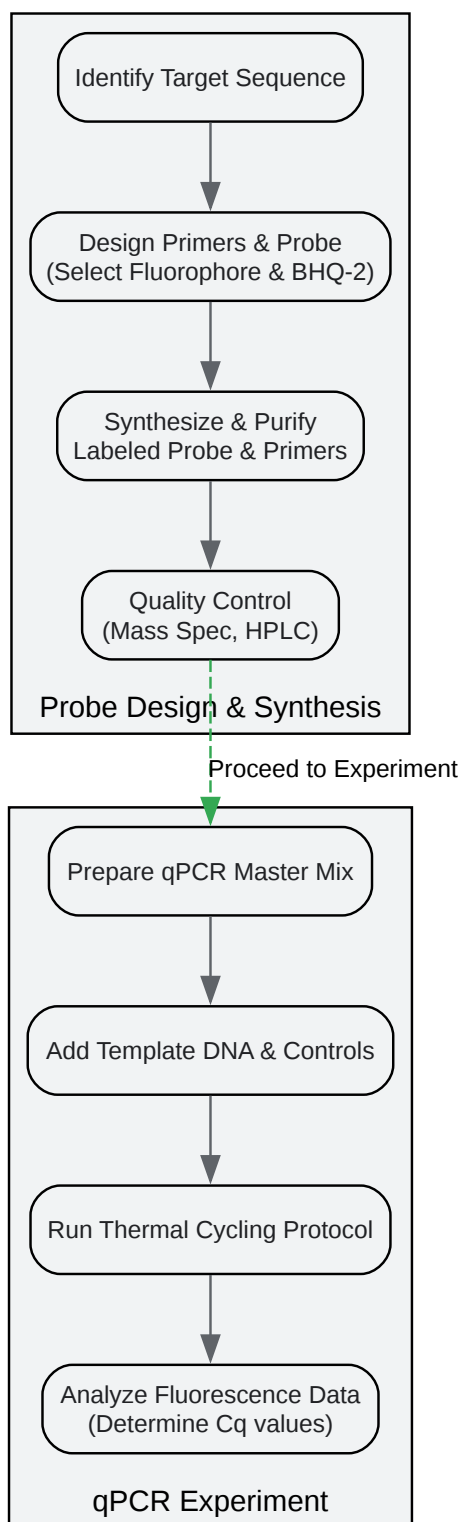 Identify Target Sequence
Design Primers & Probe
(Select Fluorophore & BHQ-2)
Synthesize & Purify
Labeled Probe & Primers
Quality Control
(Mass Spec, HPLC)
Probe Design & Synthesis
Proceed to Experiment
Prepare qPCR Master Mix
Add Template DNA & Controls
Run Thermal Cycling Protocol
Analyze Fluorescence Data
(Determine Cq values)
qPCR Experiment